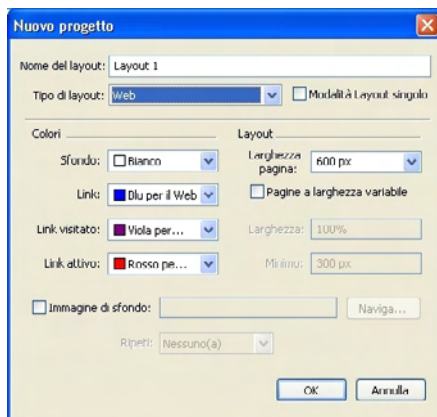 Nuovo progetto
Nome del layout: Layout 1
Tipo di layout: Web Modalità Layout singolo
Colori Layout
Sfondo: Bianco Larghezza pagina: 600 px
Link: Blu per il Web Pagine a larghezza variabile
Link visitato: Viola per... Larghezza: 100%
Link attivo: Rosso pe... Minimo: 300 px
Immagine di sfondo: Naviga...
Ripeti: Nessuno(a)
OK Annulla